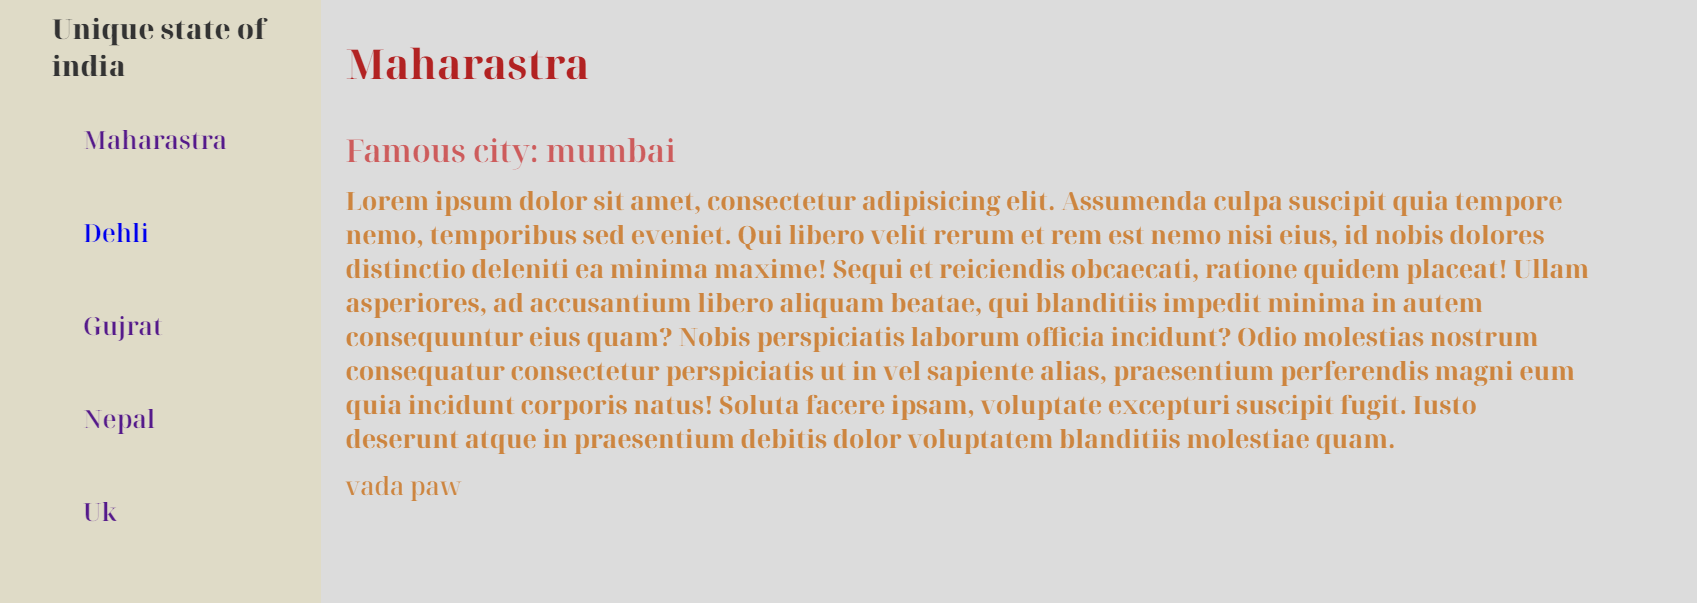 Unique state of
india
Maharastra
Dehli
Gujrat
Nepal
Uk
Maharastra
Famous city: mumbai
Lorem ipsum dolor sit amet, consectetur adipisicing elit. Assumenda culpa suscipit quia tempore
nemo, temporibus sed eveniet. Qui libero velit rerum et rem est nemo nisi eius, id nobis dolores
distinctio deleniti ea minima maxime! Sequi et reiciendis obcaecati, ratione quidem placeat! Ullam
asperiores, ad accusantium libero aliquam beatae, qui blanditiis impedit minima in autem
consequuntur eius quam? Nobis perspiciatis laborum officia incidunt? Odio molestias nostrum
consequatur consectetur perspiciatis ut in vel sapiente alias, praesentium perferendis magni eum
quia incidunt corporis natus! Soluta facere ipsam, voluptate excepturi suscipit fugit. Iusto
deserunt atque in praesentium debitis dolor voluptatem blanditiis molestiae quam.
vada paw